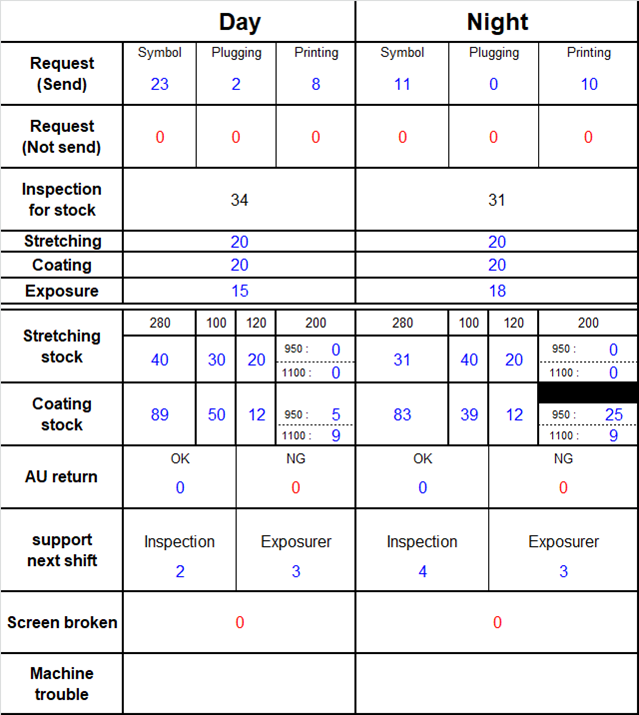 Day Night
Symbol Plugging Printing Symbol Plugging Printing
Request
(Send)
23 2 8 11 0 10
Request
(Not send)
0 0 0 0 0 0
Inspection
for stock
34 31
Stretching 20 20
Coating 20 20
Exposure 15 18
280 100 120 200 280 100 120 200
Stretching
stock
40 30 20 950 : 0 31 40 20 950 : 0
1100 : 0 1100 : 0
Coating
stock
89 50 12 950 : 5 83 39 12 950 : 25
1100 : 9 1100 : 9
AU return
OK NG OK NG
0 0 0 0
support
next shift
Inspection Exposurer Inspection Exposurer
2 3 4 3
Screen broken 0 0
Machine
trouble